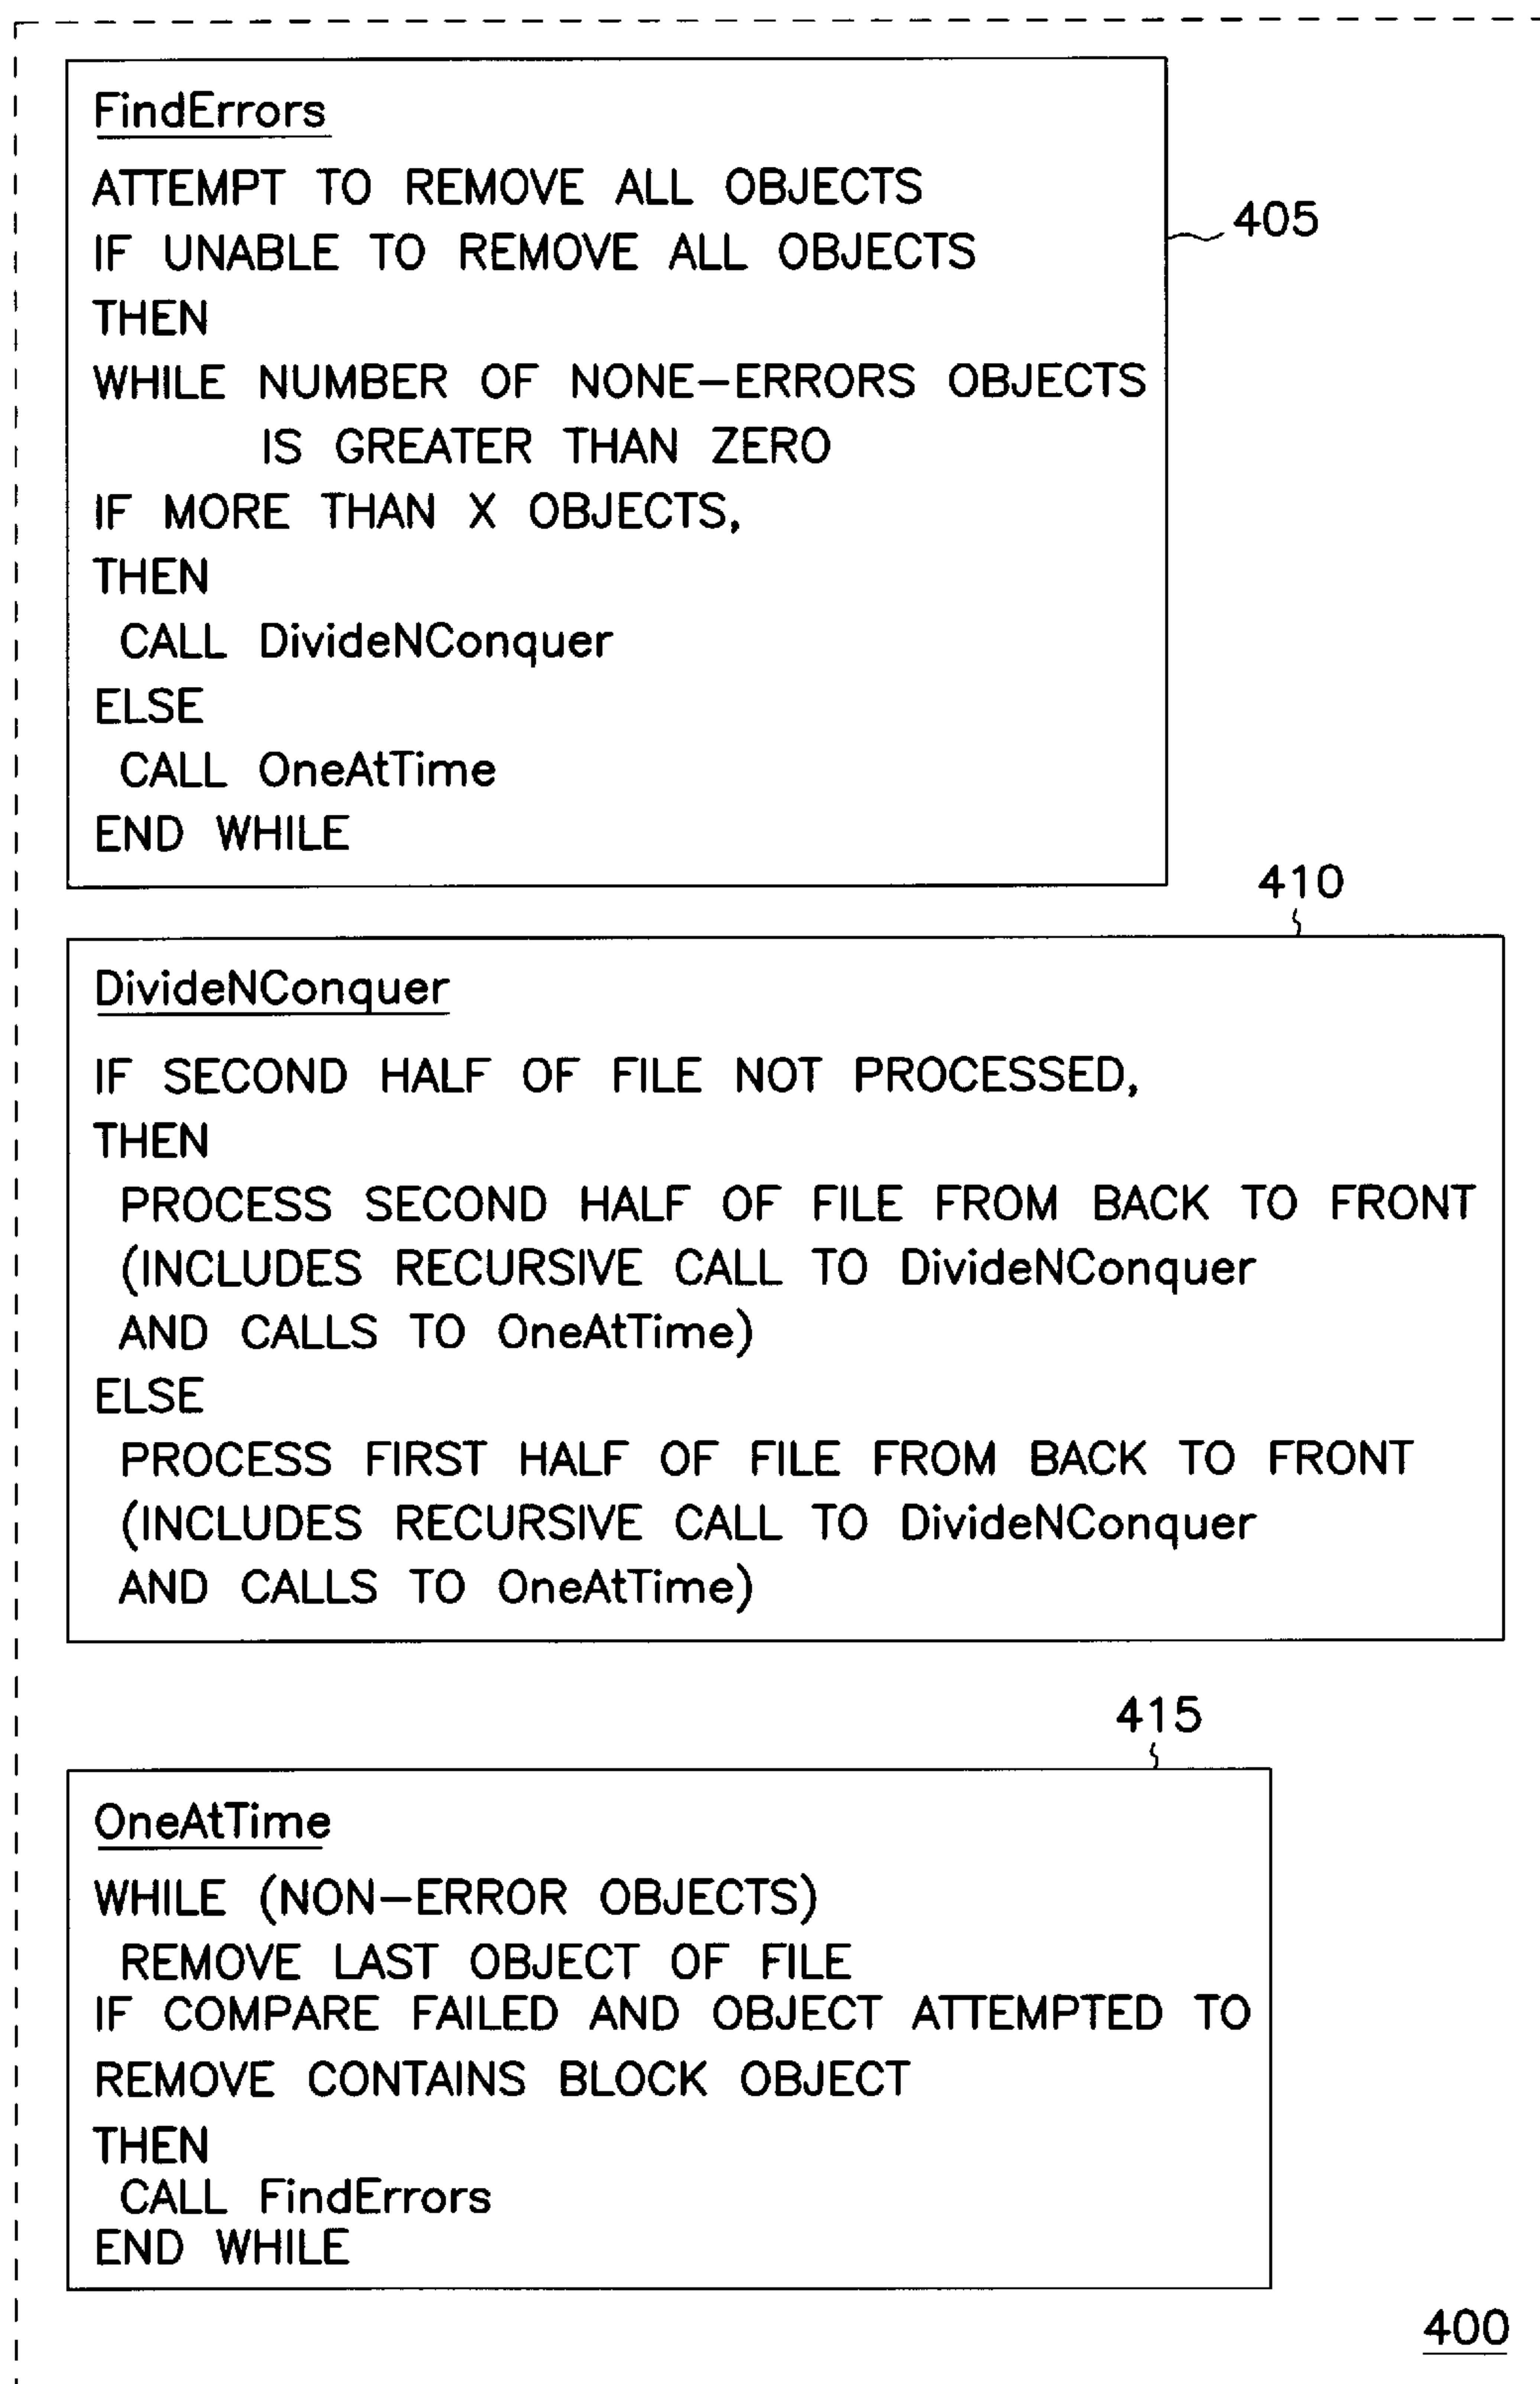 FindErrors
ATTEMPT TO REMOVE ALL OBJECTS
IF UNABLE TO REMOVE ALL OBJECTS
THEN
WHILE NUMBER OF NONE-ERRORS OBJECTS
IS GREATER THAN ZERO
IF MORE THAN X OBJECTS,
THEN
CALL DivideNConquer
ELSE
CALL OneAtTime
END WHILE
405
410
DivideNConquer
IF SECOND HALF OF FILE NOT PROCESSED,
THEN
PROCESS SECOND HALF OF FILE FROM BACK TO FRONT
(INCLUDES RECURSIVE CALL TO DivideNConquer
AND CALLS TO OneAtTime)
ELSE
PROCESS FIRST HALF OF FILE FROM BACK TO FRONT
(INCLUDES RECURSIVE CALL TO DivideNConquer
AND CALLS TO OneAtTime)
415
OneAtTime
WHILE (NON-ERROR OBJECTS)
REMOVE LAST OBJECT OF FILE
IF COMPARE FAILED AND OBJECT ATTEMPTED TO
REMOVE CONTAINS BLOCK OBJECT
THEN
CALL FindErrors
END WHILE
400